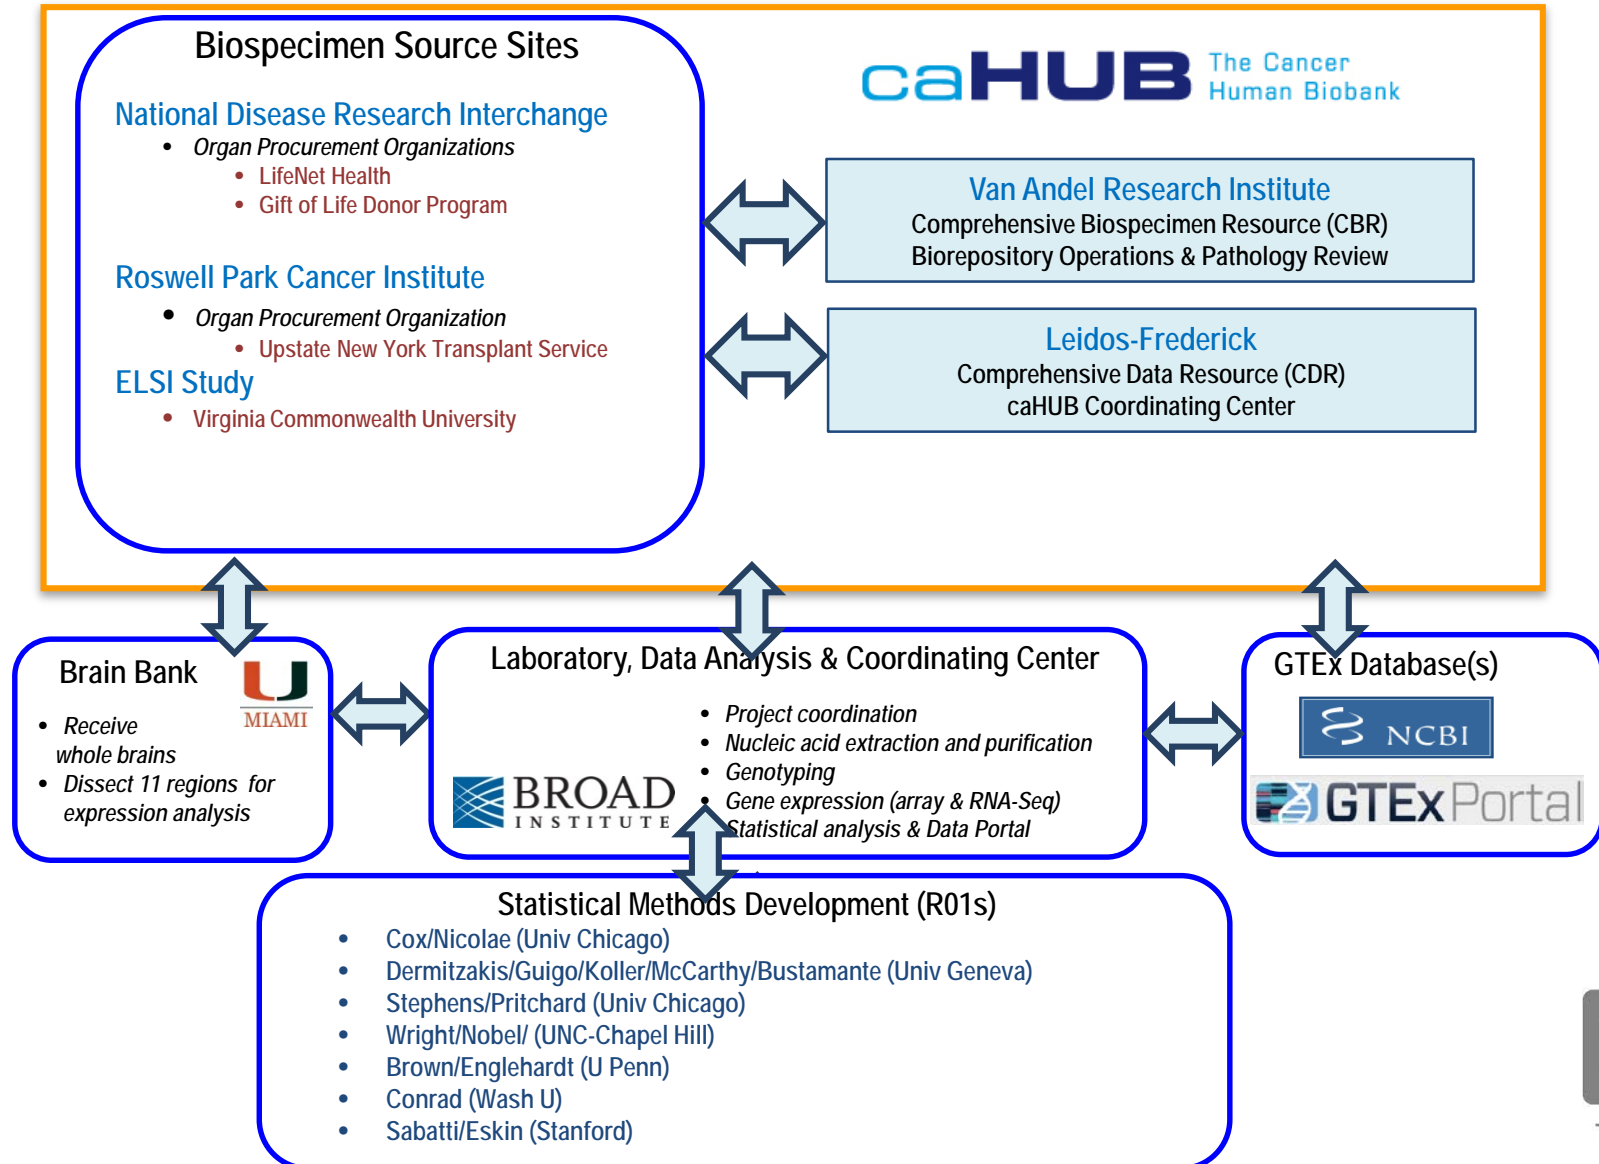 Biospecimen Source Sites
National Disease Research Interchange
• Organ Procurement Organizations
• LifeNet Health
• Gift of Life Donor Program
Roswell Park Cancer Institute
• Organ Procurement Organization
• Upstate New York Transplant Service
ELSI Study
• Virginia Commonwealth University
caHUB The Cancer
Human Biobank
Van Andel Research Institute
Comprehensive Biospecimen Resource (CBR)
Biorepository Operations & Pathology Review
Leidos-Frederick
Comprehensive Data Resource (CDR)
caHUB Coordinating Center
Brain Bank
U
MIAMI
• Receive
whole brains
• Dissect 11 regions for
expression analysis
Laboratory, Data Analysis & Coordinating Center
BROAD
INSTITUTE
• Project coordination
• Nucleic acid extraction and purification
• Genotyping
• Gene expression (array & RNA-Seq)
• Statistical analysis & Data Portal
GTEx Database(s)
NCBI
GTEx Portal
Statistical Methods Development (R01s)
• Cox/Nicolae (Univ Chicago)
• Dermitzakis/Guigo/Koller/McCarthy/Bustamante (Univ Geneva)
• Stephens/Pritchard (Univ Chicago)
• Wright/Nobel/ (UNC-Chapel Hill)
• Brown/Englehardt (U Penn)
• Conrad (Wash U)
• Sabatti/Eskin (Stanford)